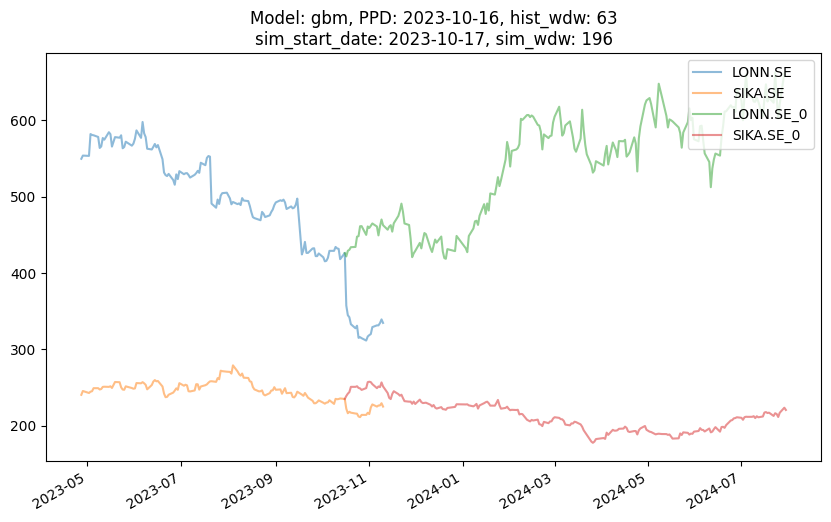 Model: gbm, PPD: 2023-10-16, hist_wdw: 63
sim_start_date: 2023-10-17, sim_wdw: 196
LONN.SE
SIKA.SE
LONN.SE_0
SIKA.SE_0
600
500
400
300
200
2023-05
2023-07
2023-09
2023-11
2024-01
2024-03
2024-05
2024-07